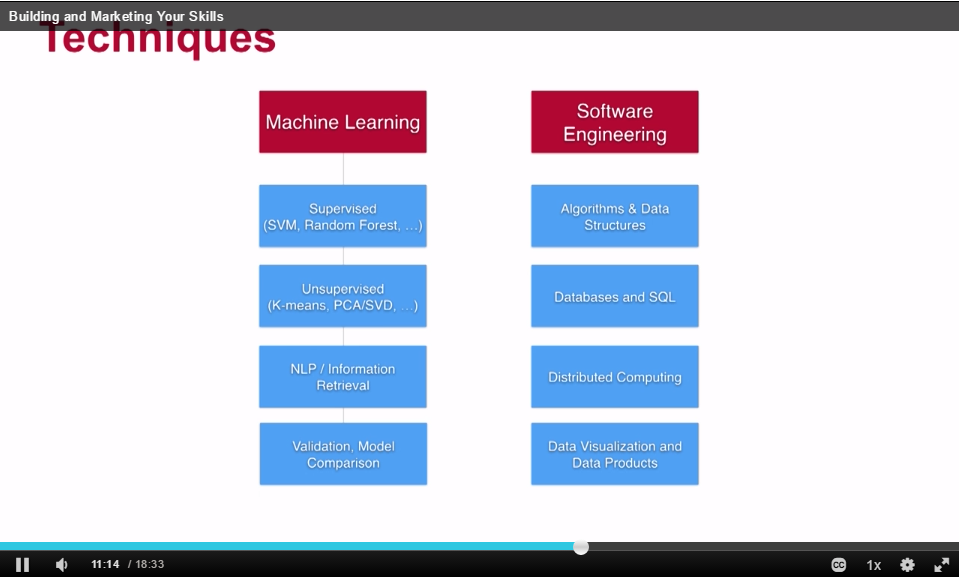 Building and Marketing Your Skills
Techniques
Machine Learning
Supervised
(SVM, Random Forest, ...)
Unsupervised
(K-means, PCA/SVD, ...)
NLP / Information
Retrieval
Validation, Model
Comparison
Software
Engineering
Algorithms & Data
Structures
Databases and SQL
Distributed Computing
Data Visualization and
Data Products
11:14 / 18:33
CC
1x